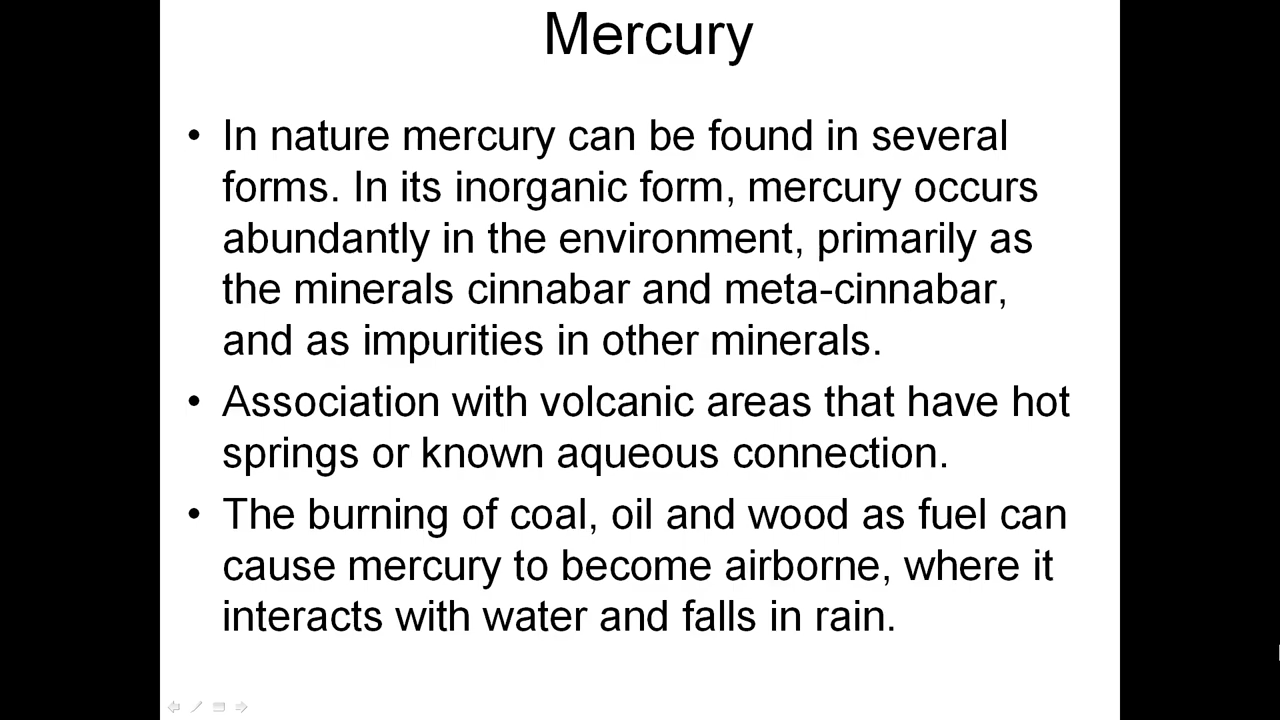 Mercury
• In nature mercury can be found in several
forms. In its inorganic form, mercury occurs
abundantly in the environment, primarily as
the minerals cinnabar and meta-cinnabar,
and as impurities in other minerals.
• Association with volcanic areas that have hot
springs or known aqueous connection.
• The burning of coal, oil and wood as fuel can
cause mercury to become airborne, where it
interacts with water and falls in rain.